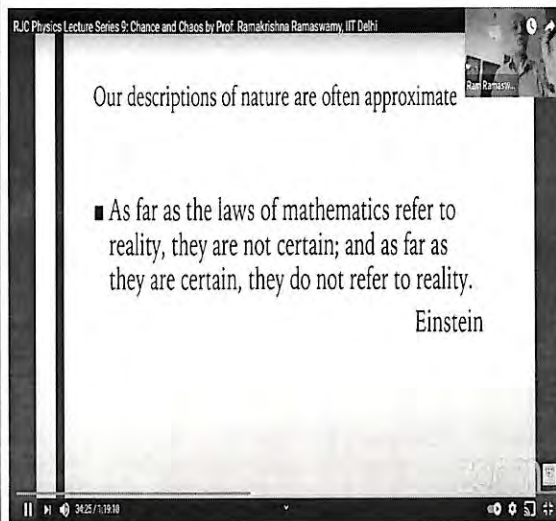 RJC Physics Lecture Series 9: Chance and Chaos by Prof. Ramakrishna Ramaswamy, IIT Delhi
Ram Ramasw...
Our descriptions of nature are often approximate
■ As far as the laws of mathematics refer to
reality, they are not certain; and as far as
they are certain, they do not refer to reality.
Einstein
34:25 / 1:19:18